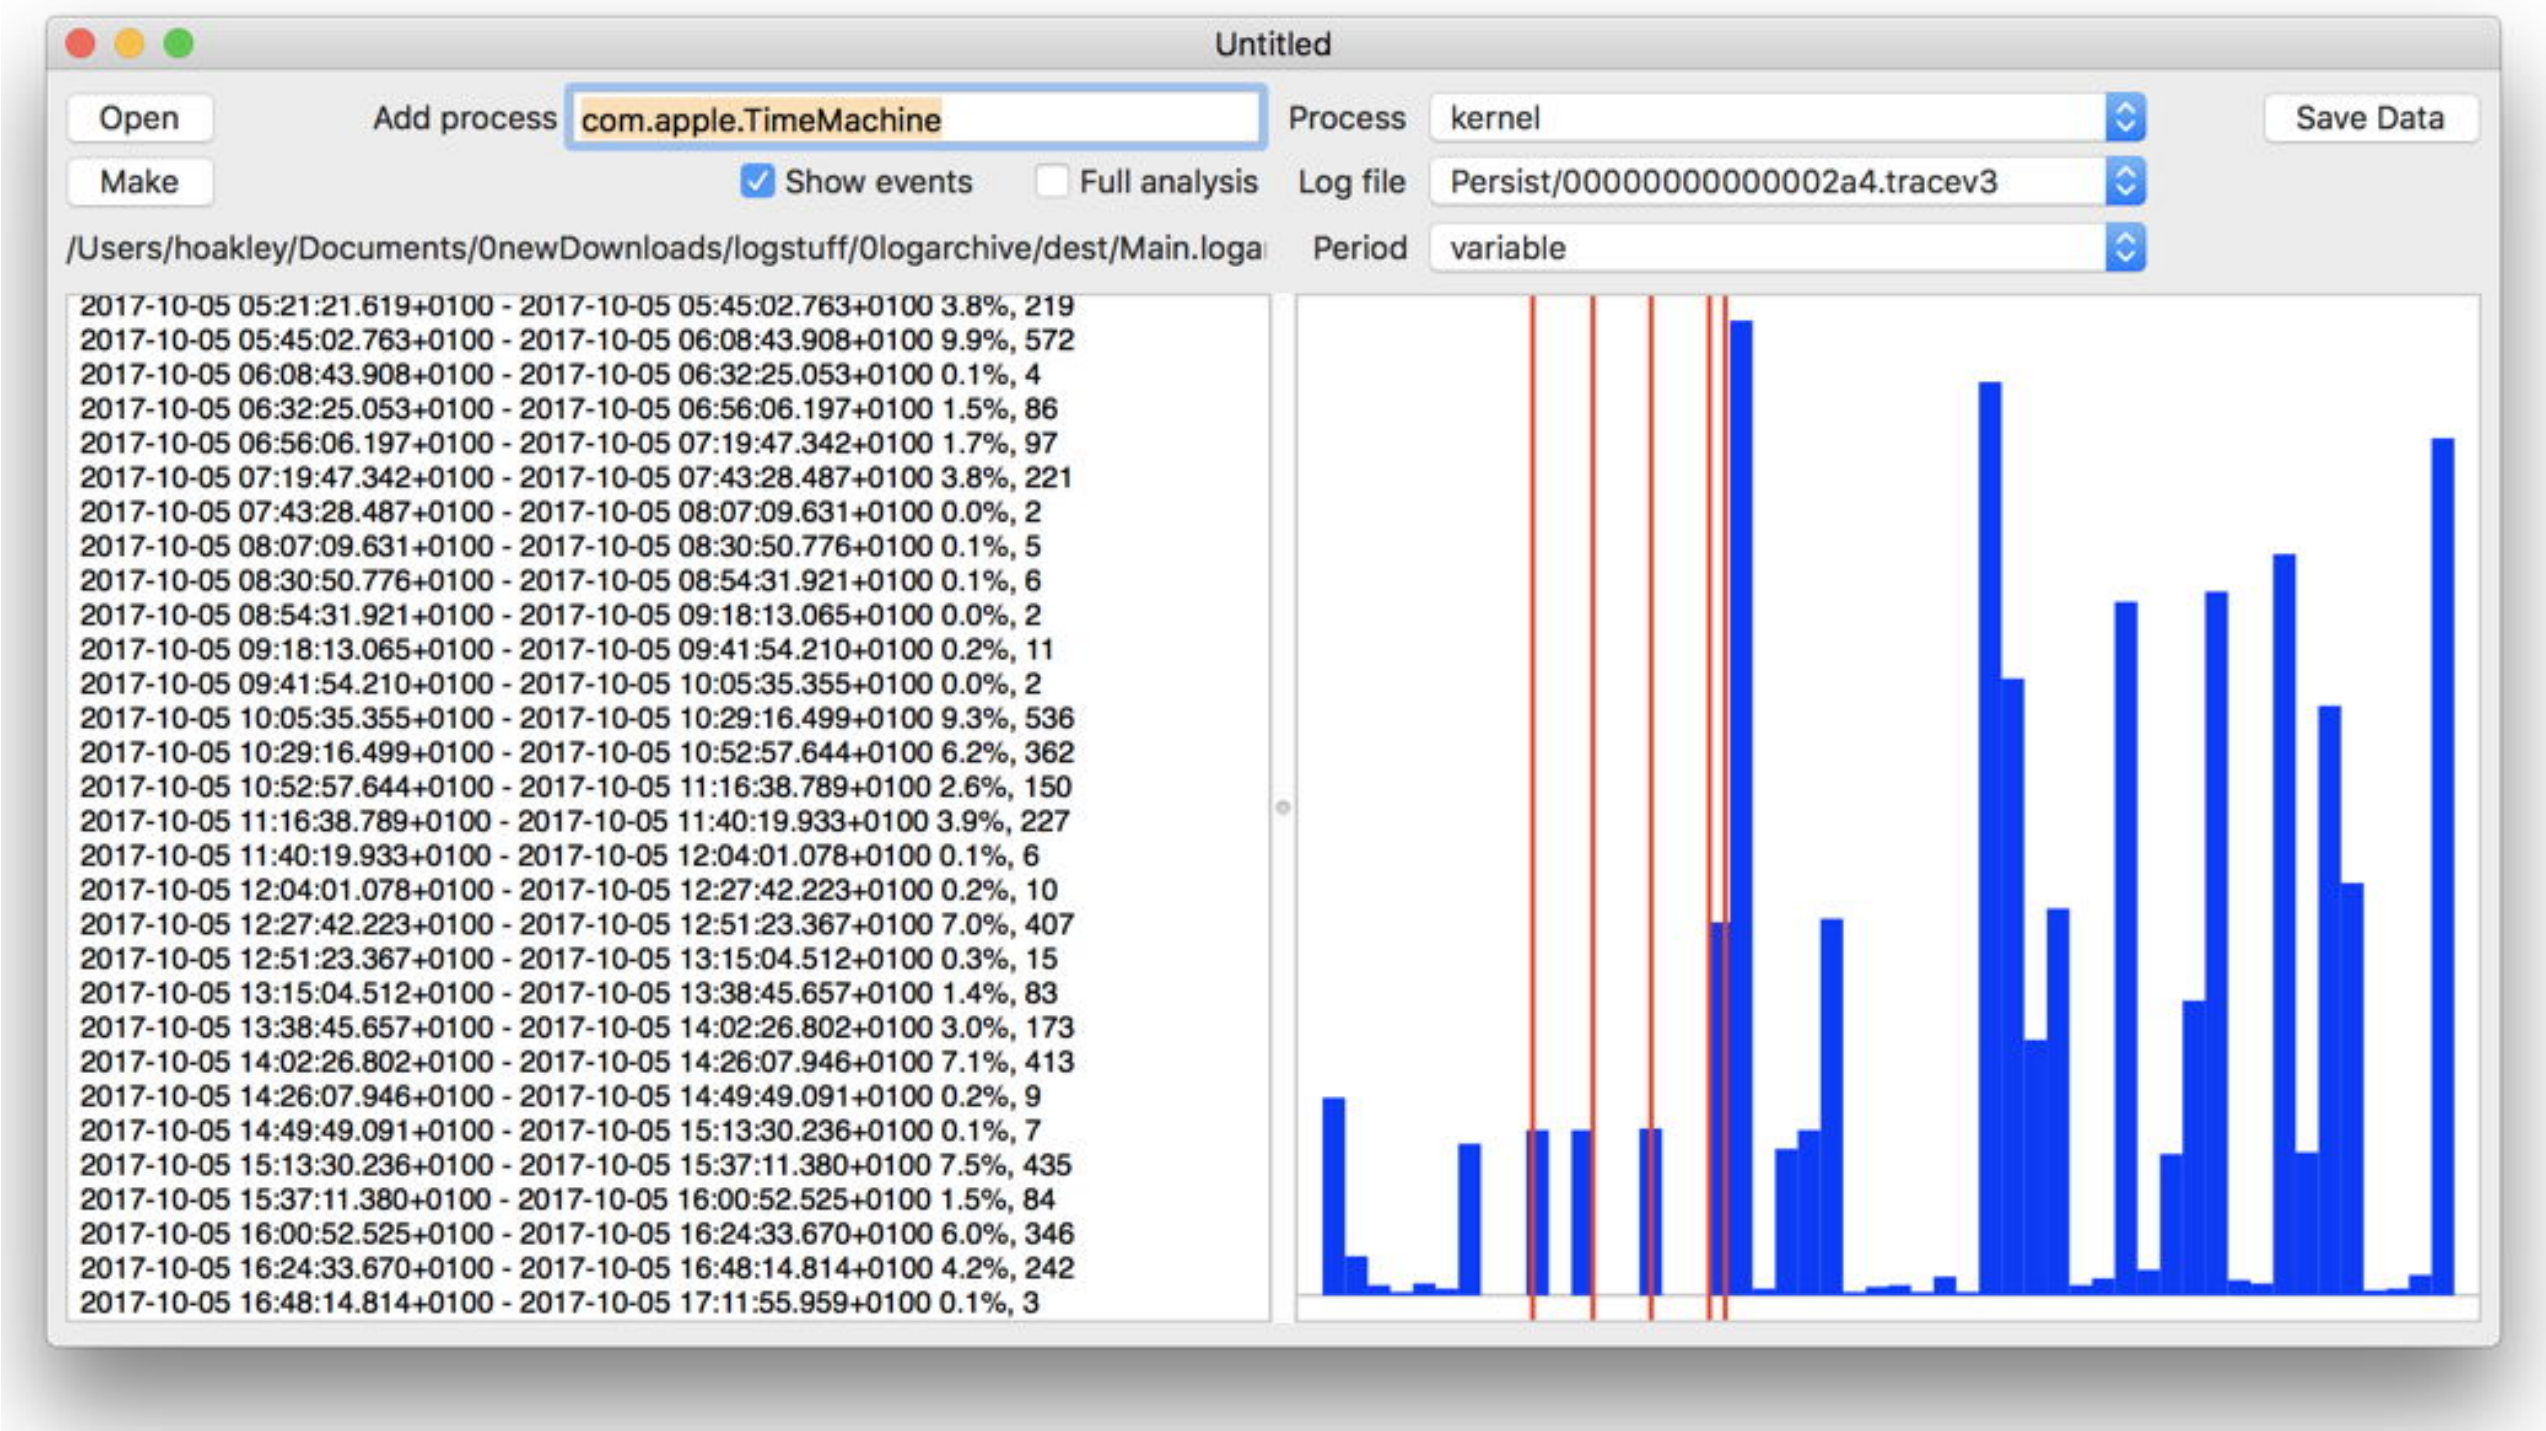 Untitled
Open
Add process com.apple.TimeMachine
Process kernel
Save Data
Make
Show events
Full analysis
Log file Persist/00000000000002a4.tracev3
/Users/hoakley/Documents/0newDownloads/logstuff/0logarchive/dest/Main.loga
Period variable
2017-10-05 05:21:21.619+0100 - 2017-10-05 05:45:02.763+0100 3.8%, 219
2017-10-05 05:45:02.763+0100 - 2017-10-05 06:08:43.908+0100 9.9%, 572
2017-10-05 06:08:43.908+0100 - 2017-10-05 06:32:25.053+0100 0.1%, 4
2017-10-05 06:32:25.053+0100 - 2017-10-05 06:56:06.197+0100 1.5%, 86
2017-10-05 06:56:06.197+0100 - 2017-10-05 07:19:47.342+0100 1.7%, 97
2017-10-05 07:19:47.342+0100 - 2017-10-05 07:43:28.487+0100 3.8%, 221
2017-10-05 07:43:28.487+0100 - 2017-10-05 08:07:09.631+0100 0.0%, 2
2017-10-05 08:07:09.631+0100 - 2017-10-05 08:30:50.776+0100 0.1%, 5
2017-10-05 08:30:50.776+0100 - 2017-10-05 08:54:31.921+0100 0.1%, 6
2017-10-05 08:54:31.921+0100 - 2017-10-05 09:18:13.065+0100 0.0%, 2
2017-10-05 09:18:13.065+0100 - 2017-10-05 09:41:54.210+0100 0.2%, 11
2017-10-05 09:41:54.210+0100 - 2017-10-05 10:05:35.355+0100 0.0%, 2
2017-10-05 10:05:35.355+0100 - 2017-10-05 10:29:16.499+0100 9.3%, 536
2017-10-05 10:29:16.499+0100 - 2017-10-05 10:52:57.644+0100 6.2%, 362
2017-10-05 10:52:57.644+0100 - 2017-10-05 11:16:38.789+0100 2.6%, 150
2017-10-05 11:16:38.789+0100 - 2017-10-05 11:40:19.933+0100 3.9%, 227
2017-10-05 11:40:19.933+0100 - 2017-10-05 12:04:01.078+0100 0.1%, 6
2017-10-05 12:04:01.078+0100 - 2017-10-05 12:27:42.223+0100 0.2%, 10
2017-10-05 12:27:42.223+0100 - 2017-10-05 12:51:23.367+0100 7.0%, 407
2017-10-05 12:51:23.367+0100 - 2017-10-05 13:15:04.512+0100 0.3%, 15
2017-10-05 13:15:04.512+0100 - 2017-10-05 13:38:45.657+0100 1.4%, 83
2017-10-05 13:38:45.657+0100 - 2017-10-05 14:02:26.802+0100 3.0%, 173
2017-10-05 14:02:26.802+0100 - 2017-10-05 14:26:07.946+0100 7.1%, 413
2017-10-05 14:26:07.946+0100 - 2017-10-05 14:49:49.091+0100 0.2%, 9
2017-10-05 14:49:49.091+0100 - 2017-10-05 15:13:30.236+0100 0.1%, 7
2017-10-05 15:13:30.236+0100 - 2017-10-05 15:37:11.380+0100 7.5%, 435
2017-10-05 15:37:11.380+0100 - 2017-10-05 16:00:52.525+0100 1.5%, 84
2017-10-05 16:00:52.525+0100 - 2017-10-05 16:24:33.670+0100 6.0%, 346
2017-10-05 16:24:33.670+0100 - 2017-10-05 16:48:14.814+0100 4.2%, 242
2017-10-05 16:48:14.814+0100 - 2017-10-05 17:11:55.959+0100 0.1%, 3